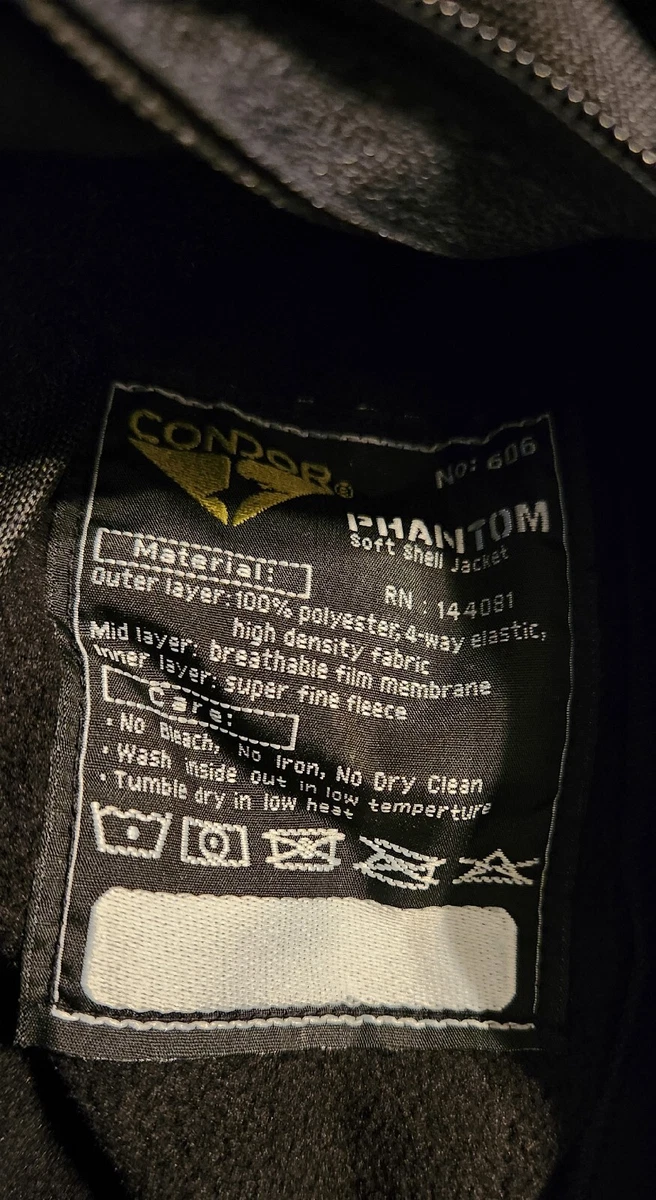 CONDOR®
No: 606
PHANTOM
Soft Shell Jacket
Material:
RN : 144081
Outer layer:100% polyester,4-way elastic,
high density fabric
Mid layer: breathable film membrane
Inner layer: super fine fleece
Care:
• No Bleach, No Iron, No Dry Clean
• Wash inside out in low temperture
• Tumble dry in low heat